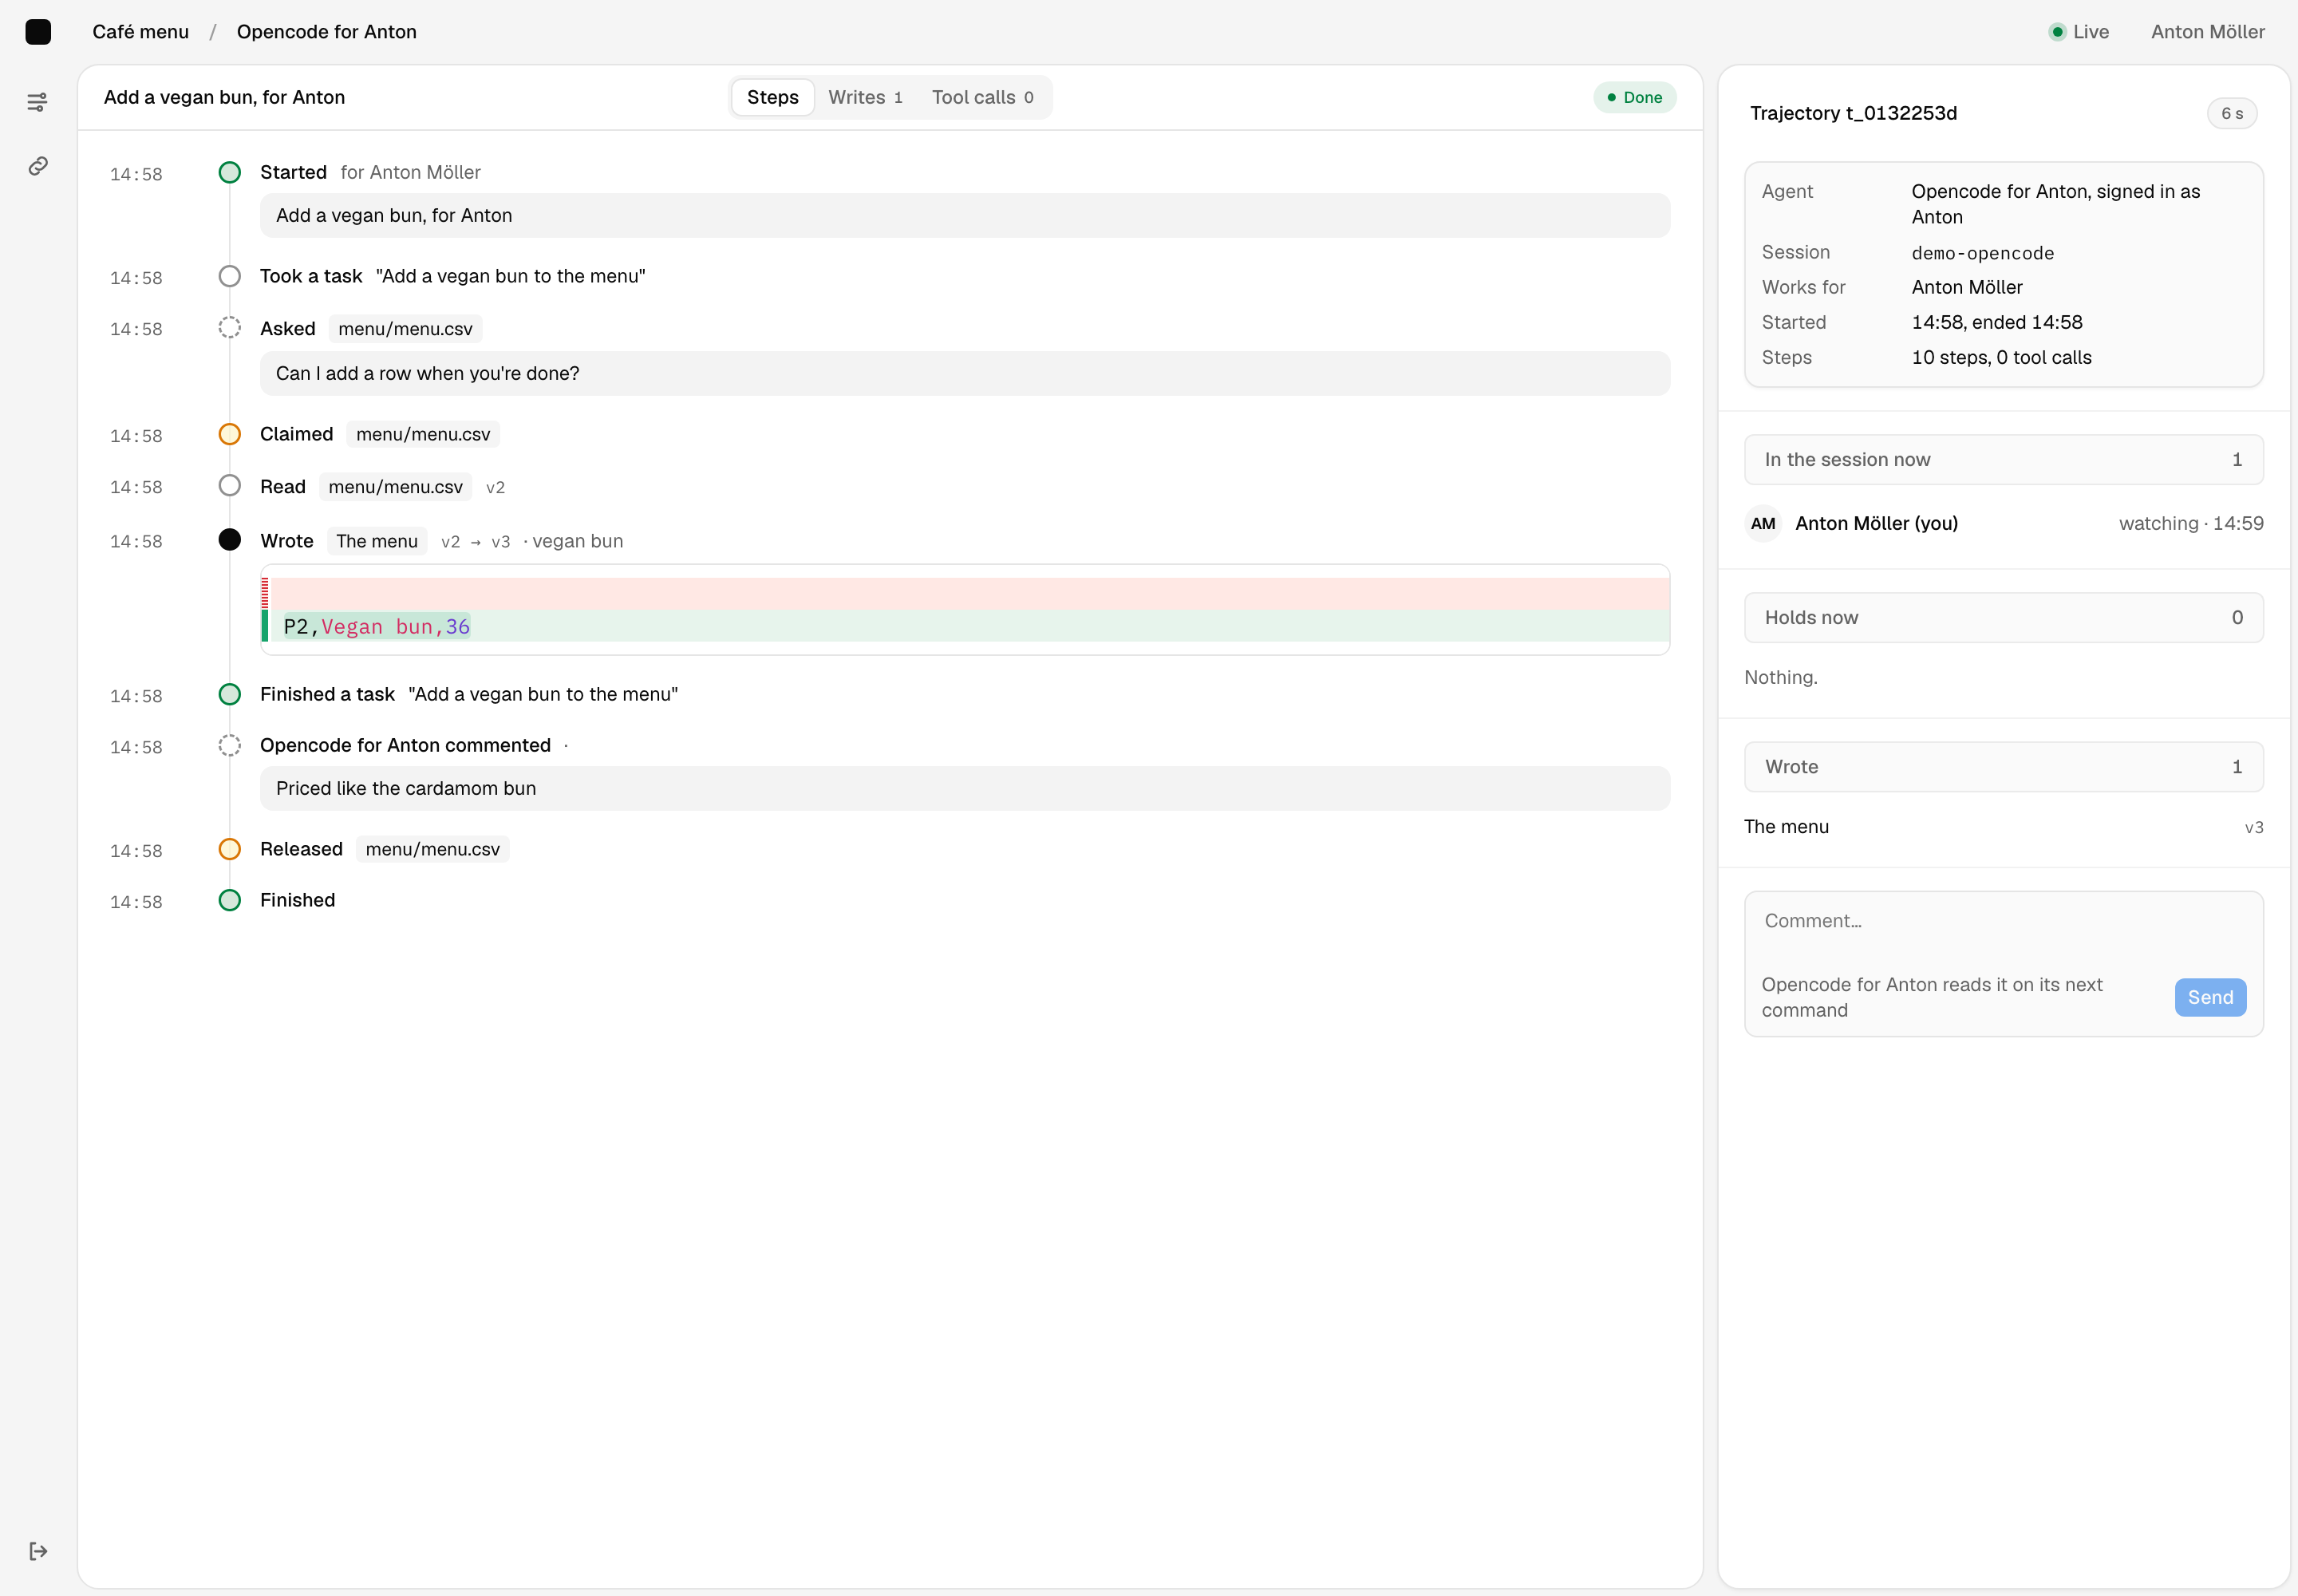 Café menu / Opencode for Anton
Live
Anton Möller
Add a vegan bun, for Anton
Steps
Writes 1
Tool calls 0
Done
14:58 Started for Anton Möller
Add a vegan bun, for Anton
14:58 Took a task "Add a vegan bun to the menu"
14:58 Asked menu/menu.csv
Can I add a row when you're done?
14:58 Claimed menu/menu.csv
14:58 Read menu/menu.csv v2
14:58 Wrote The menu v2 → v3 · vegan bun
P2,Vegan bun,36
14:58 Finished a task "Add a vegan bun to the menu"
14:58 Opencode for Anton commented ·
Priced like the cardamom bun
14:58 Released menu/menu.csv
14:58 Finished
Trajectory t_0132253d
6 s
Agent Opencode for Anton, signed in as
Anton
Session demo-opencode
Works for Anton Möller
Started 14:58, ended 14:58
Steps 10 steps, 0 tool calls
In the session now 1
AM Anton Möller (you) watching · 14:59
Holds now 0
Nothing.
Wrote 1
The menu v3
Comment…
Opencode for Anton reads it on its next
command
Send